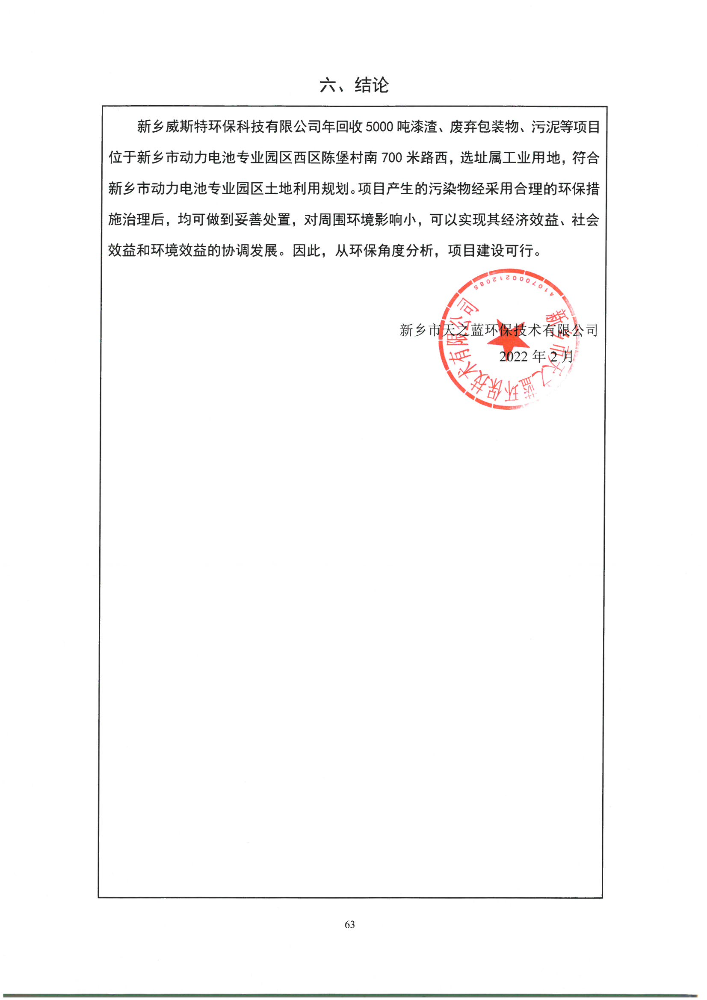 六、结论
新乡威斯特环保科技有限公司年回收 5000 吨漆渣、废弃包装物、污泥等项目
位于新乡市动力电池专业园区西区陈堡村南 700 米路西，选址属工业用地，符合
新乡市动力电池专业园区土地利用规划。项目产生的污染物经采用合理的环保措
施治理后，均可做到妥善处置，对周围环境影响小，可以实现其经济效益、社会
效益和环境效益的协调发展。因此，从环保角度分析，项目建设可行。
新乡市天之蓝环保技术有限公司
2022 年 2 月
新乡市天之蓝环保技术有限公司
4107000212085
63